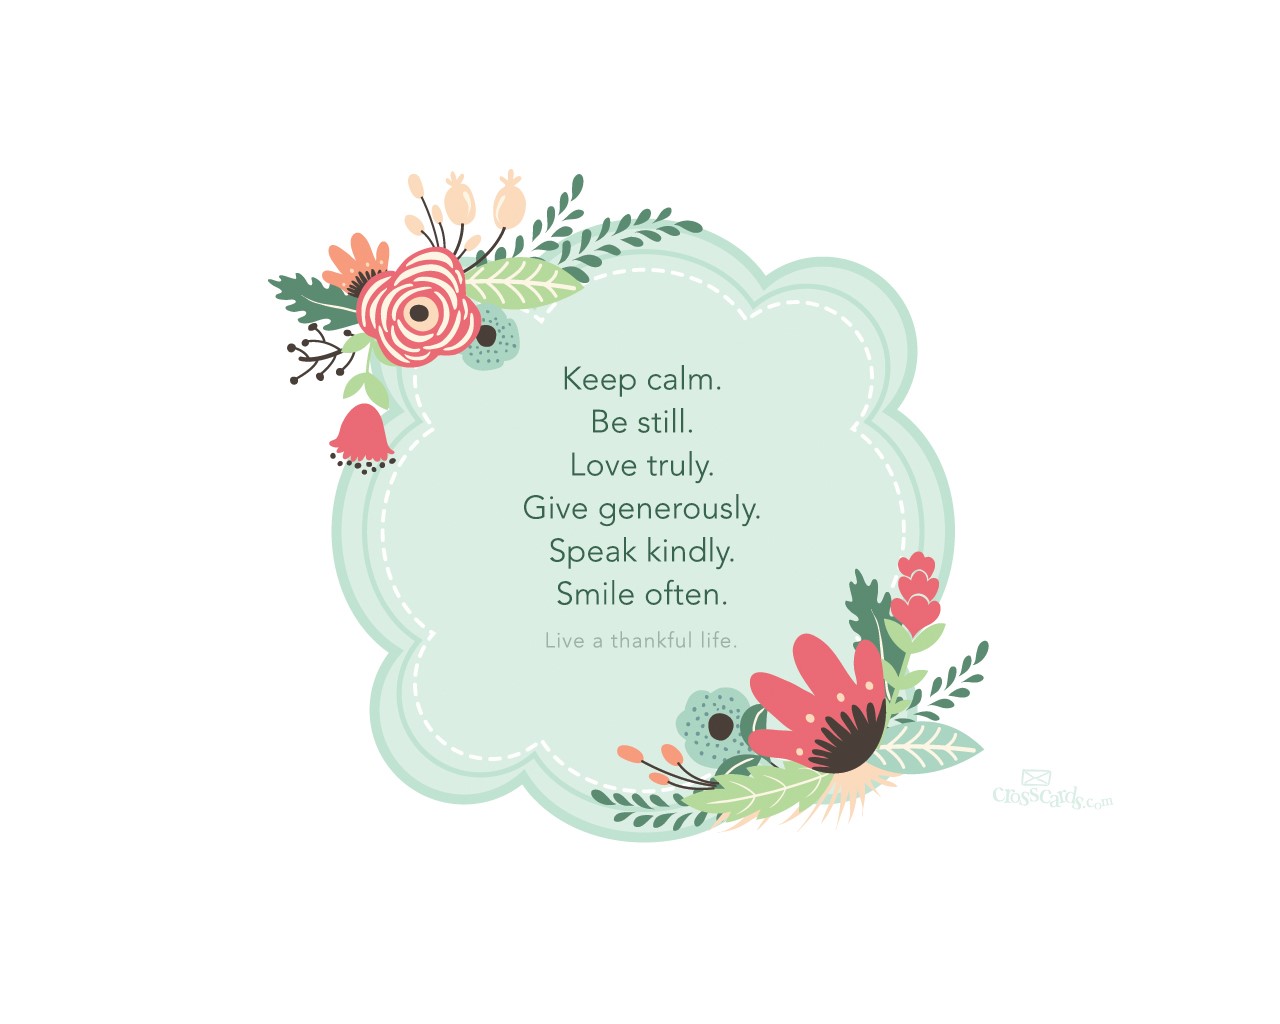 Keep calm.
Be still.
Love truly.
Give generously.
Speak kindly.
Smile often.
Live a thankful life.
crosscards.com